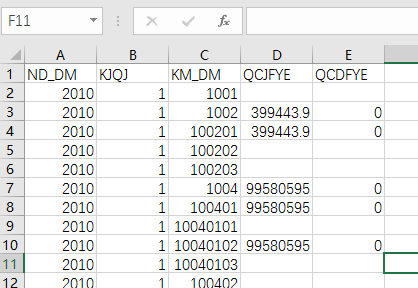 F11 fx
A B C D E
1 ND_DM KJQJ KM_DM QCJFYE QCDFYE
2 2010 1 1001
3 2010 1 1002 399443.9 0
4 2010 1 100201 399443.9 0
5 2010 1 100202
6 2010 1 100203
7 2010 1 1004 99580595 0
8 2010 1 100401 99580595 0
9 2010 1 10040101
10 2010 1 10040102 99580595 0
11 2010 1 10040103
12 2010 1 100402